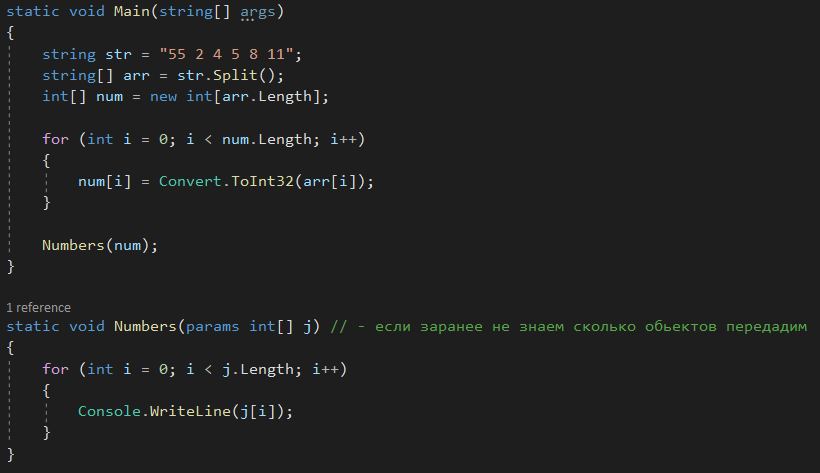 static void Main(string[] args)
{
string str = "55 2 4 5 8 11";
string[] arr = str.Split();
int[] num = new int[arr.Length];
for (int i = 0; i < num.Length; i++)
{
num[i] = Convert.ToInt32(arr[i]);
}
Numbers(num);
}
1 reference
static void Numbers(params int[] j) // - если заранее не знаем сколько обьектов передадим
{
for (int i = 0; i < j.Length; i++)
{
Console.WriteLine(j[i]);
}
}